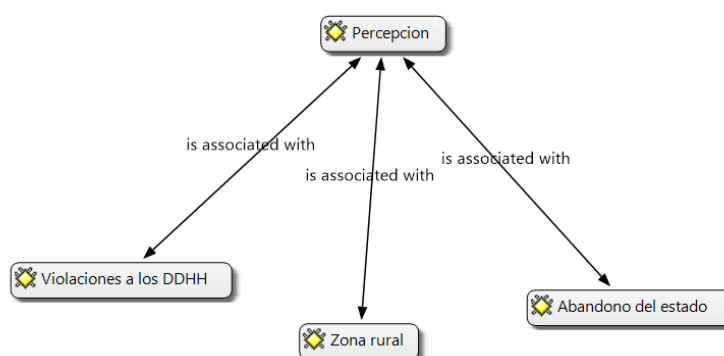 Percepcion
is associated with
is associated with
is associated with
Violaciones a los DDHH
Abandono del estado
Zona rural